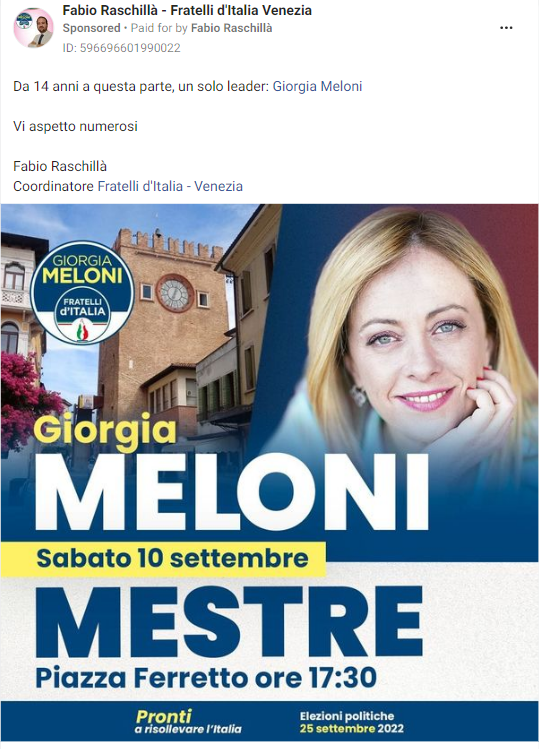 Fabio Raschillà - Fratelli d'Italia Venezia
Sponsored • Paid for by Fabio Raschillà
ID: 596696601990022
Da 14 anni a questa parte, un solo leader: Giorgia Meloni
Vi aspetto numerosi
Fabio Raschillà
Coordinatore Fratelli d'Italia - Venezia
GIORGIA
MELONI
FRATELLI
d'ITALIA
Giorgia
MELONI
Sabato 10 settembre
MESTRE
Piazza Ferretto ore 17:30
Pronti
a risollevare l'Italia
Elezioni politiche
25 settembre 2022